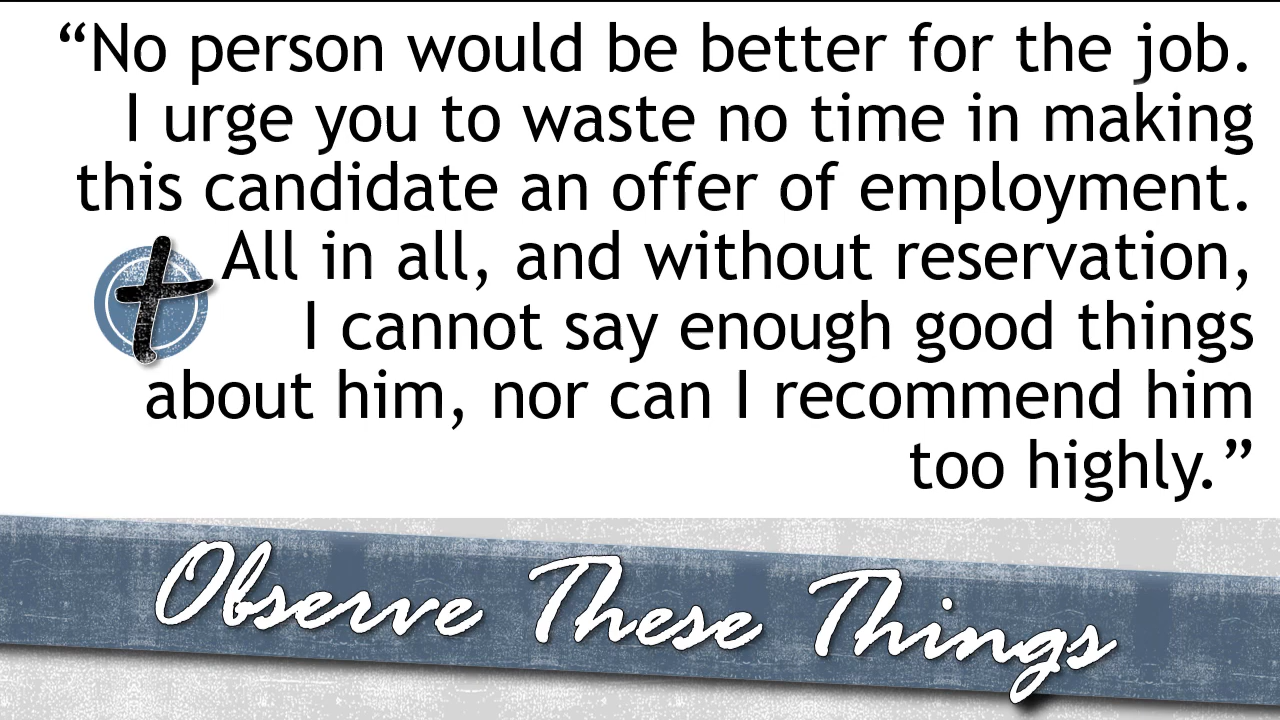 “No person would be better for the job.
I urge you to waste no time in making
this candidate an offer of employment.
All in all, and without reservation,
I cannot say enough good things
about him, nor can I recommend him
too highly.”
Observe These Things